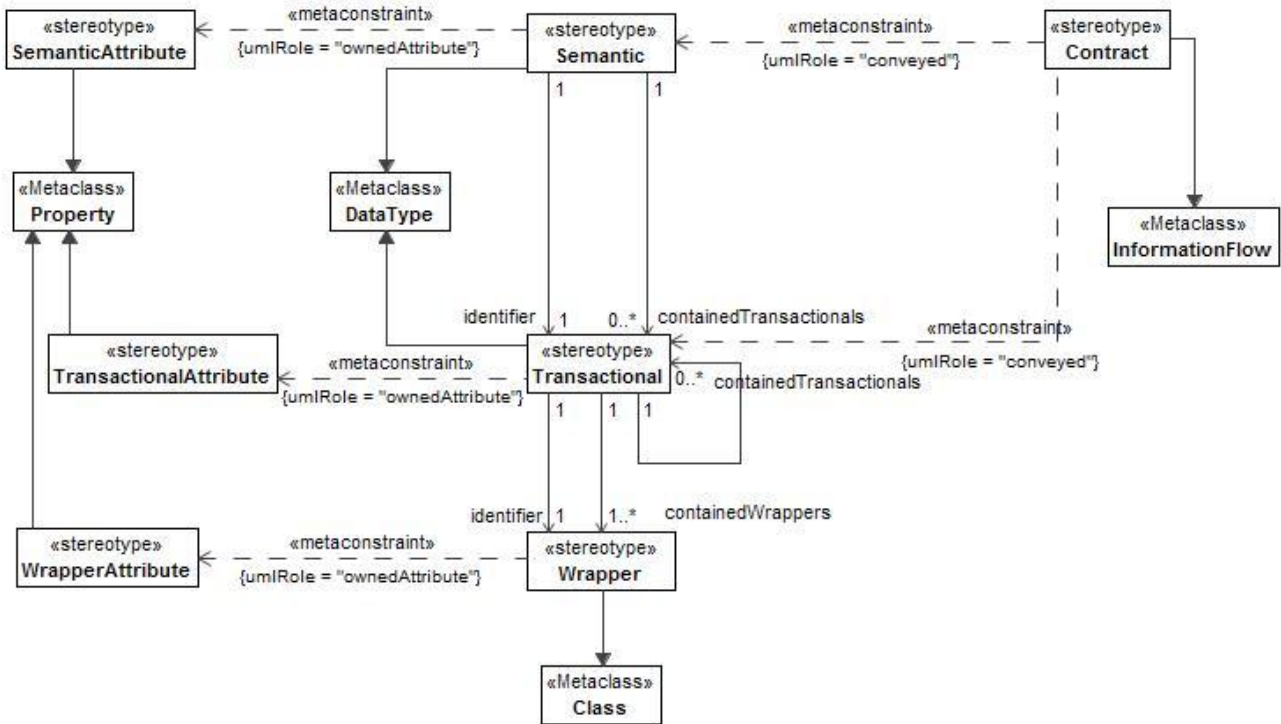 «stereotype»
SemanticAttribute
«metaconstraint»
{umlRole = "ownedAttribute"}
«stereotype»
Semantic
«metaconstraint»
{umlRole = "conveyed"}
«stereotype»
Contract
1
1
«Metaclass»
Property
«Metaclass»
DataType
«Metaclass»
InformationFlow
identifier
1
0..*
containedTransactionals
«metaconstraint»
{umlRole = "conveyed"}
«stereotype»
TransactionalAttribute
«metaconstraint»
{umlRole = "ownedAttribute"}
«stereotype»
Transactional
0..*
containedTransactionals
1
1
1
identifier
1
1..*
containedWrappers
«stereotype»
WrapperAttribute
«metaconstraint»
{umlRole = "ownedAttribute"}
«stereotype»
Wrapper
«Metaclass»
Class